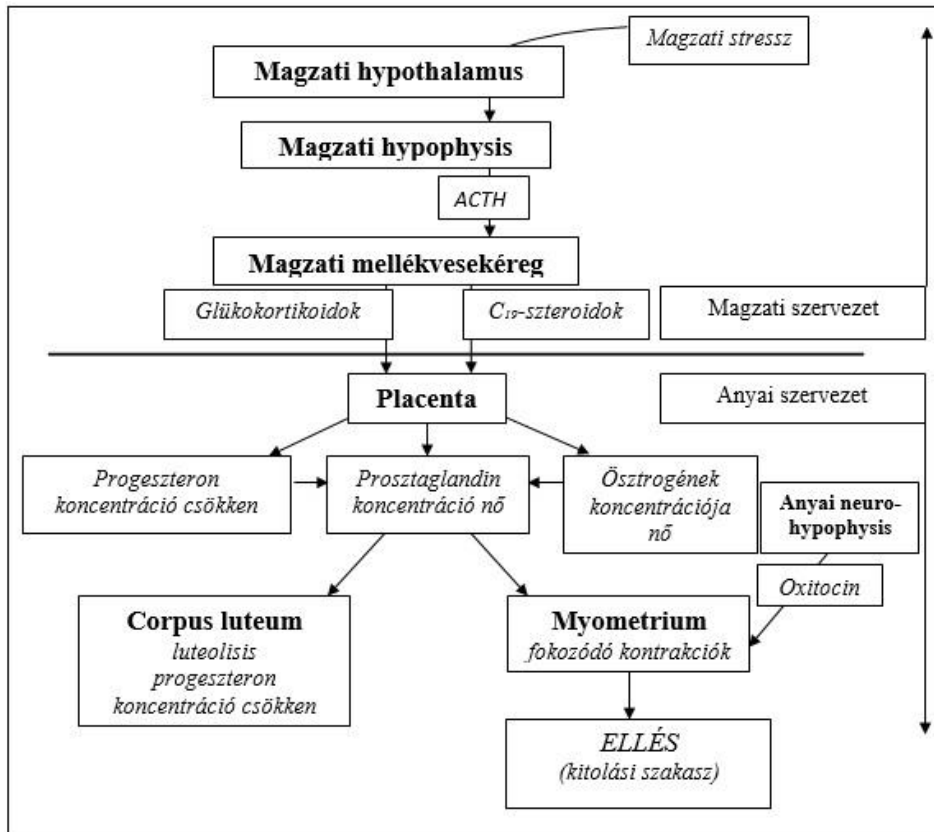 Magzati stressz
Magzati hypothalamus
Magzati hypophysis
ACTH
Magzati mellékvesekéreg
Glükokortikoidok
C₁₉-szteroidok
Magzati szervezet
Placenta
Anyai szervezet
Progeszteron
koncentráció csökken
Prosztaglandin
koncentráció nő
Ösztrogének
koncentrációja
nő
Anyai neuro-
hypophysis
Oxitocin
Corpus luteum
luteolisis
progeszteron
koncentráció csökken
Myometrium
fokozódó kontrakciók
ELLÉS
(kitolási szakasz)